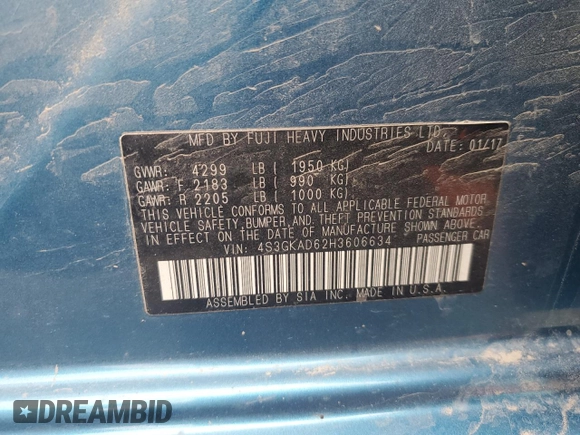 MFD BY FUJI HEAVY INDUSTRIES LTD.
DATE: 01/17
GVWR: 4299 LB ( 1950 KG)
GAWR: F 2183 LB ( 990 KG)
GAWR: R 2205 LB ( 1000 KG)
THIS VEHICLE CONFORMS TO ALL APPLICABLE FEDERAL MOTOR
VEHICLE SAFETY, BUMPER, AND THEFT PREVENTION STANDARDS
IN EFFECT ON THE DATE OF MANUFACTURE SHOWN ABOVE.
VIN: 4S3GKAD62H3606634 PASSENGER CAR
ASSEMBLED BY SIA INC. MADE IN U.S.A.
DREAMBID